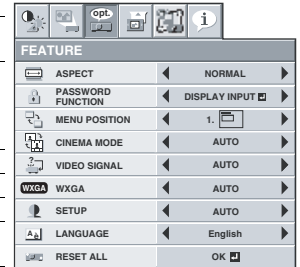 opt.
FEATURE
ASPECT NORMAL
PASSWORD FUNCTION DISPLAY INPUT
MENU POSITION 1.
CINEMA MODE AUTO
VIDEO SIGNAL AUTO
WXGA WXGA AUTO
SETUP AUTO
LANGUAGE English
RESET ALL OK